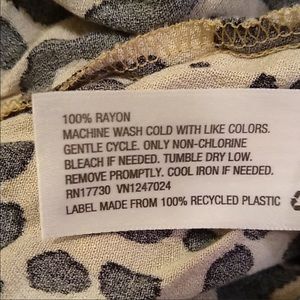 100% RAYON
MACHINE WASH COLD WITH LIKE COLORS.
GENTLE CYCLE. ONLY NON-CHLORINE
BLEACH IF NEEDED. TUMBLE DRY LOW.
REMOVE PROMPTLY. COOL IRON IF NEEDED.
RN17730 VN1247024
LABEL MADE FROM 100% RECYCLED PLASTIC